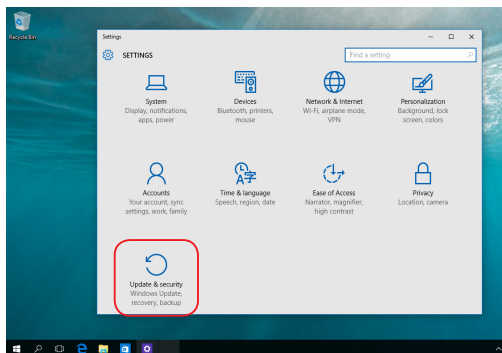 Recycle Bin
Settings
SETTINGS
Find a setting
System
Display, notifications,
apps, power
Devices
Bluetooth, printers,
mouse
Network & Internet
Wi-Fi, airplane mode,
VPN
Personalization
Background, lock
screen, colors
Accounts
Your account, sync
settings, work, family
Time & language
Speech, region, date
Ease of Access
Narrator, magnifier,
high contrast
Privacy
Location, camera
Update & security
Windows Update,
recovery, backup